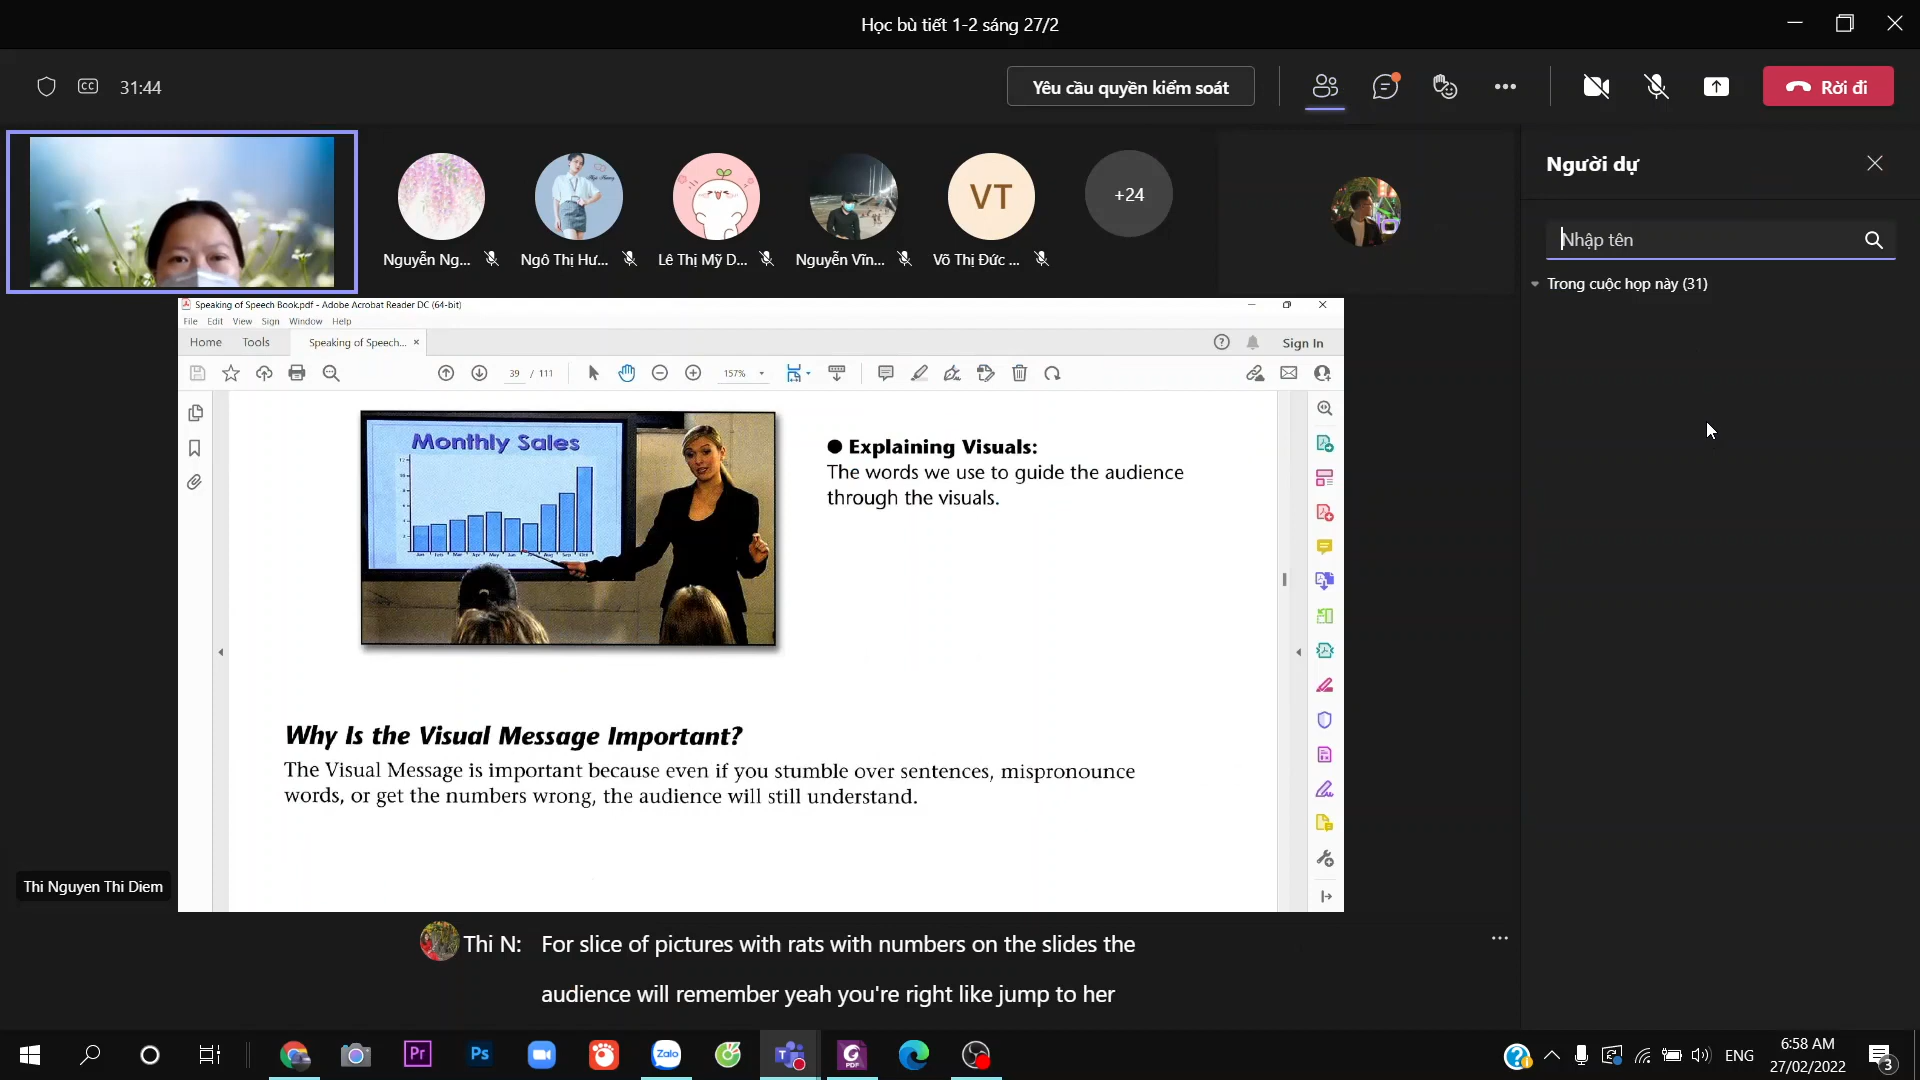 Học bù tiết 1-2 sáng 27/2
31:44
Yêu cầu quyền kiểm soát
Rời đi
Nguyễn Ng...
Ngô Thị Hư...
Lê Thị Mỹ D...
Nguyễn Vĩn...
VT
Võ Thị Đức ...
+24
Người dự
Nhập tên
Trong cuộc họp này (31)
Speaking of Speech Book.pdf - Adobe Acrobat Reader DC (64-bit)
File Edit View Sign Window Help
Home Tools Speaking of Speech... ×
Sign In
39 / 111
157%
Monthly Sales
● Explaining Visuals:
The words we use to guide the audience
through the visuals.
Why Is the Visual Message Important?
The Visual Message is important because even if you stumble over sentences, mispronounce
words, or get the numbers wrong, the audience will still understand.
Thi Nguyen Thi Diem
Thi N: For slice of pictures with rats with numbers on the slides the
audience will remember yeah you're right like jump to her
Pr
Ps
Zalo
PDF
ENG
6:58 AM
27/02/2022
3